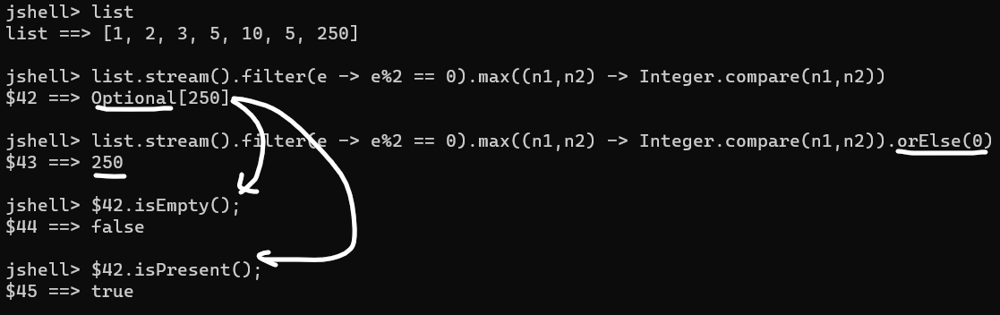 jshell> list
list ==> [1, 2, 3, 5, 10, 5, 250]
jshell> list.stream().filter(e -> e%2 == 0).max((n1,n2) -> Integer.compare(n1,n2))
$42 ==> Optional[250]
jshell> list.stream().filter(e -> e%2 == 0).max((n1,n2) -> Integer.compare(n1,n2)).orElse(0)
$43 ==> 250
jshell> $42.isEmpty();
$44 ==> false
jshell> $42.isPresent();
$45 ==> true